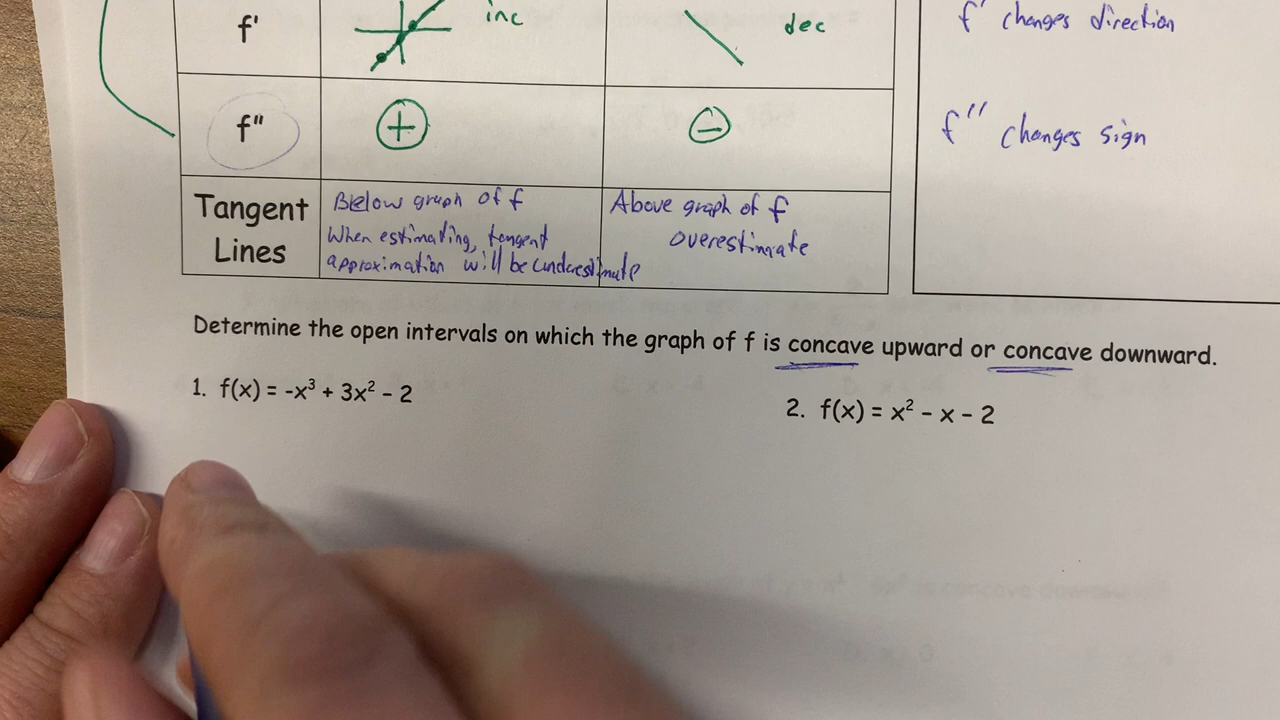 f' inc dec
f' changes direction
f" + −
f" changes sign
Tangent Lines
Below graph of f
When estimating, tangent
approximation will be underestimate
Above graph of f
overestimate
Determine the open intervals on which the graph of f is concave upward or concave downward.
1. f(x) = -x³ + 3x² - 2
2. f(x) = x² - x - 2